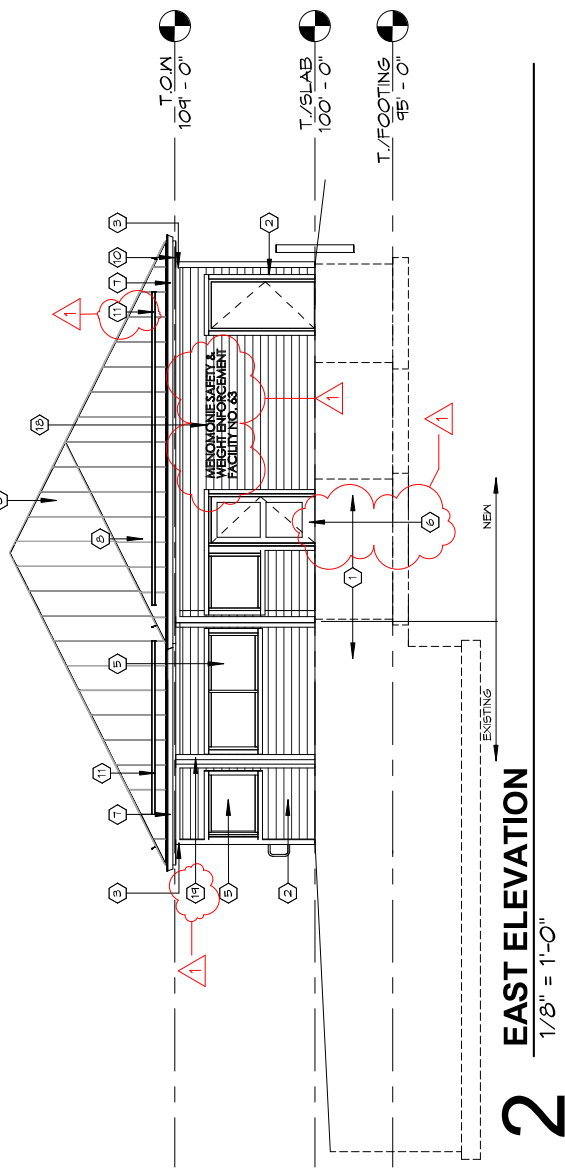 T.O.W
109' - 0"
T./SLAB
100' - 0"
T./FOOTING
95' - 0"
3
10
7
11
1
18
8
5
11
7
3
19
1
5
2
2
MENOMONIE SAFETY &
WEIGHT ENFORCEMENT
FACILITY NO. 63
1
6
1
1
NEW
EXISTING
2
EAST ELEVATION
1/8" = 1'-0"